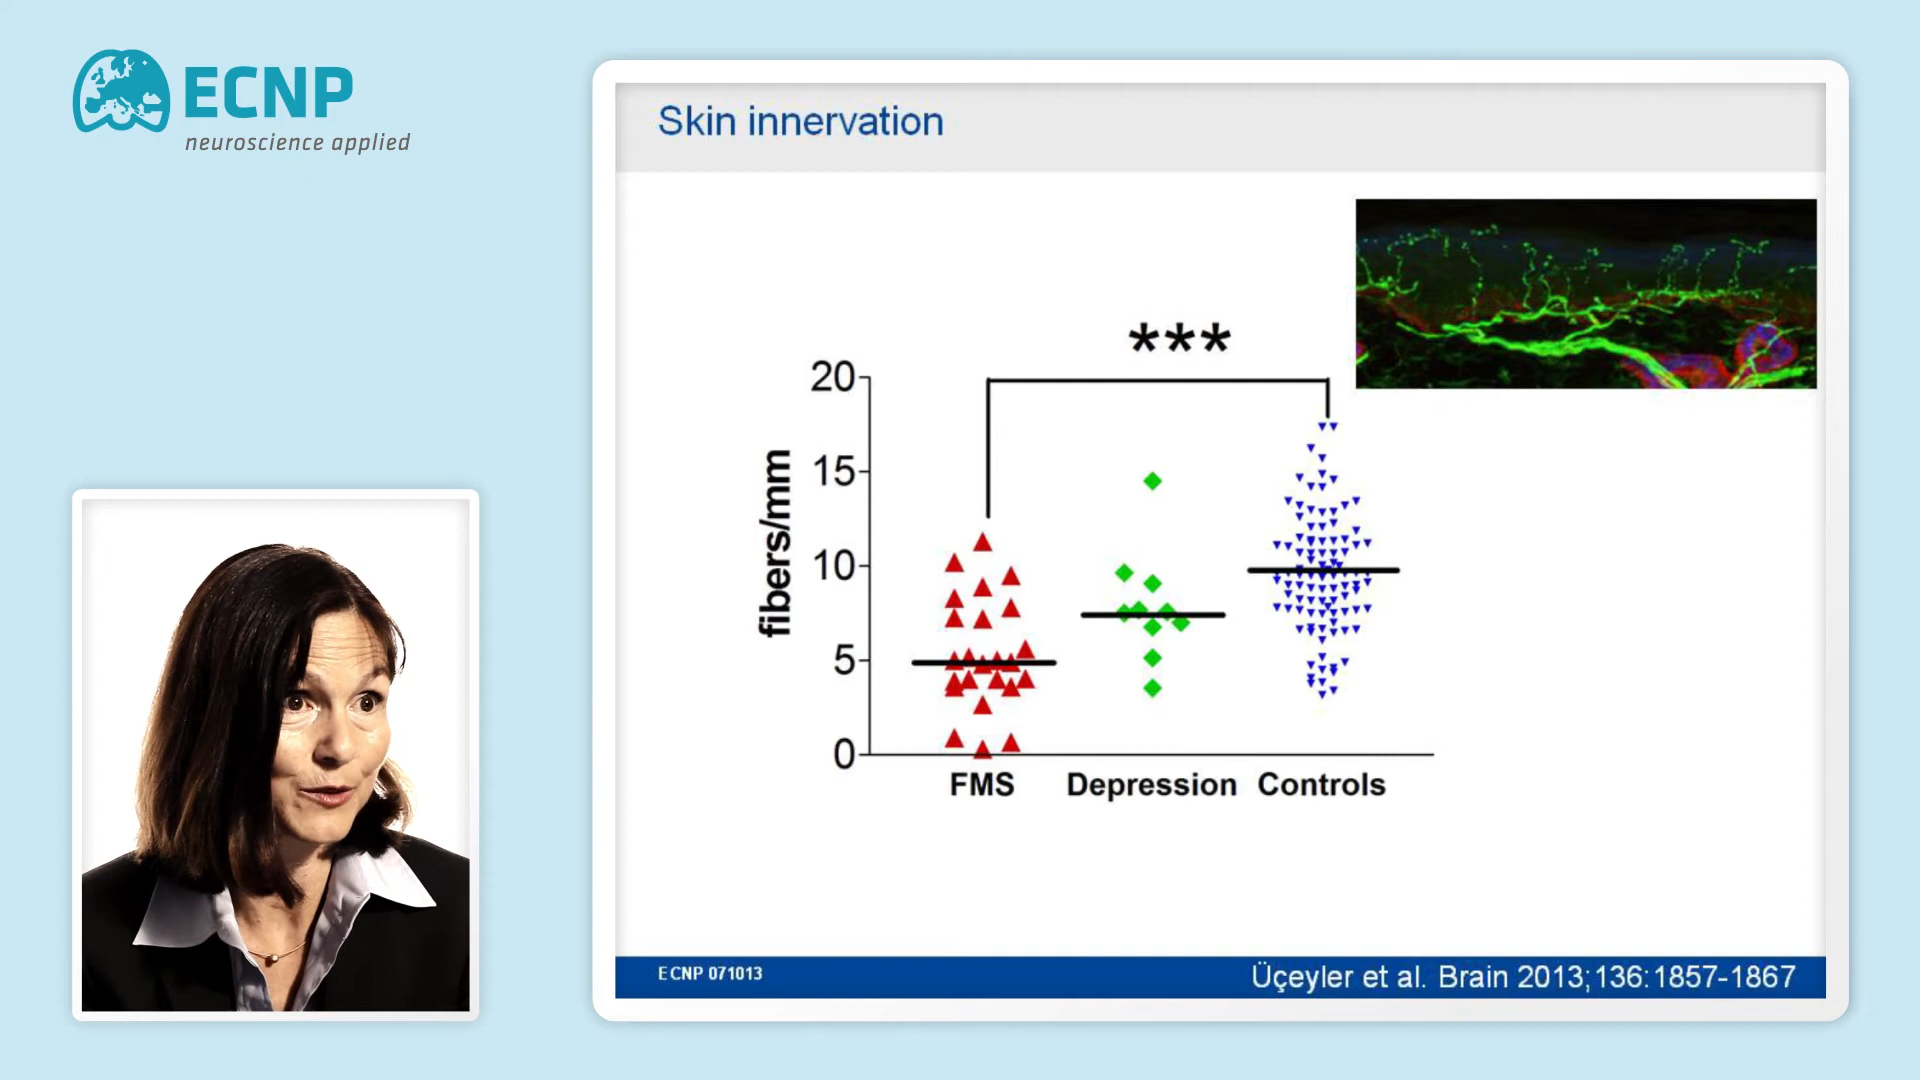 ECNP
neuroscience applied
Skin innervation
***
20
15
10
5
0
fibers/mm
FMS Depression Controls
ECNP 071013
Üçeyler et al. Brain 2013;136:1857-1867